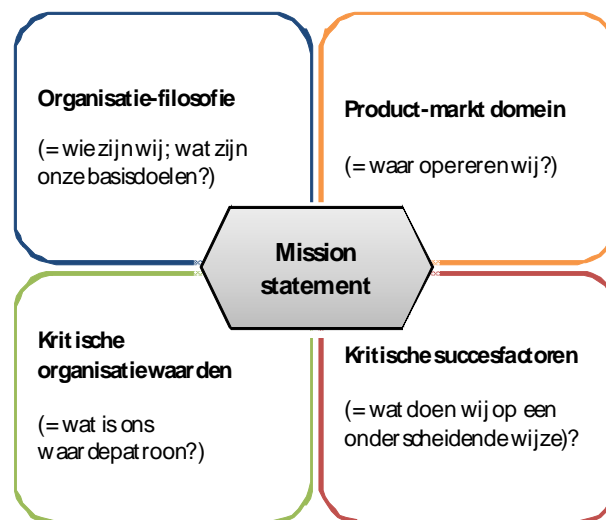 Organisatie-filosofie
(= wie zijn wij; wat zijn
onze basisdoelen?)
Product-markt domein
(= waar opereren wij?)
Mission
statement
Kritische
organisatiewaarden
(= wat is ons
waardepatroon?)
Kritische succesfactoren
(= wat doen wij op een
onderscheidende wijze)?